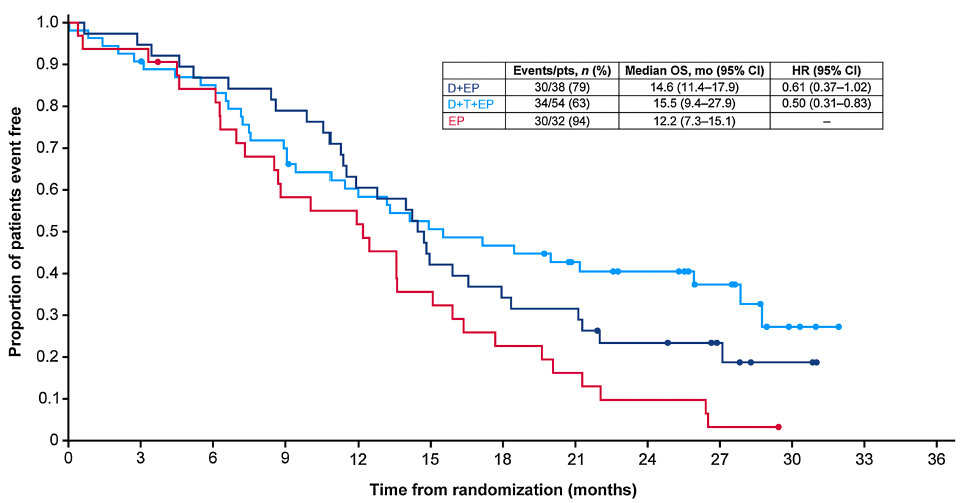 1.0
0.9
0.8
0.7
0.6
0.5
0.4
0.3
0.2
0.1
0
Proportion of patients event free
Events/pts, n (%) Median OS, mo (95% CI) HR (95% CI)
D+EP 30/38 (79) 14.6 (11.4–17.9) 0.61 (0.37–1.02)
D+T+EP 34/54 (63) 15.5 (9.4–27.9) 0.50 (0.31–0.83)
EP 30/32 (94) 12.2 (7.3–15.1) –
0 3 6 9 12 15 18 21 24 27 30 33 36
Time from randomization (months)